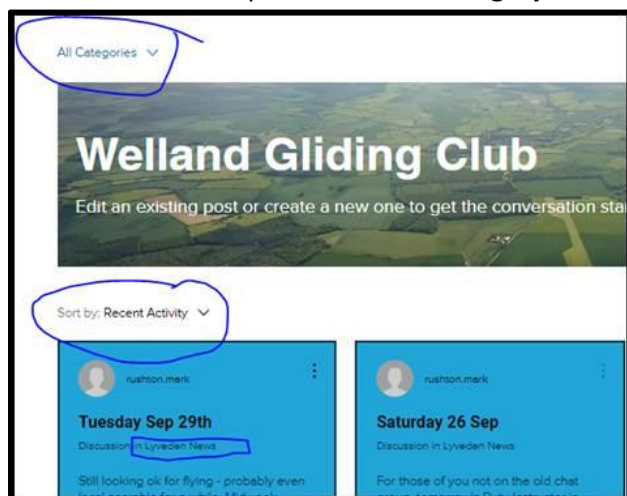 All Categories
Welland Gliding Club
Edit an existing post or create a new one to get the conversation sta
Sort by: Recent Activity
rushton.mark
Tuesday Sep 29th
Discussion in Lyveden News
Still looking ok for flying - probably even
rushton.mark
Saturday 26 Sep
Discussion in Lyveden News
For those of you not on the old chat